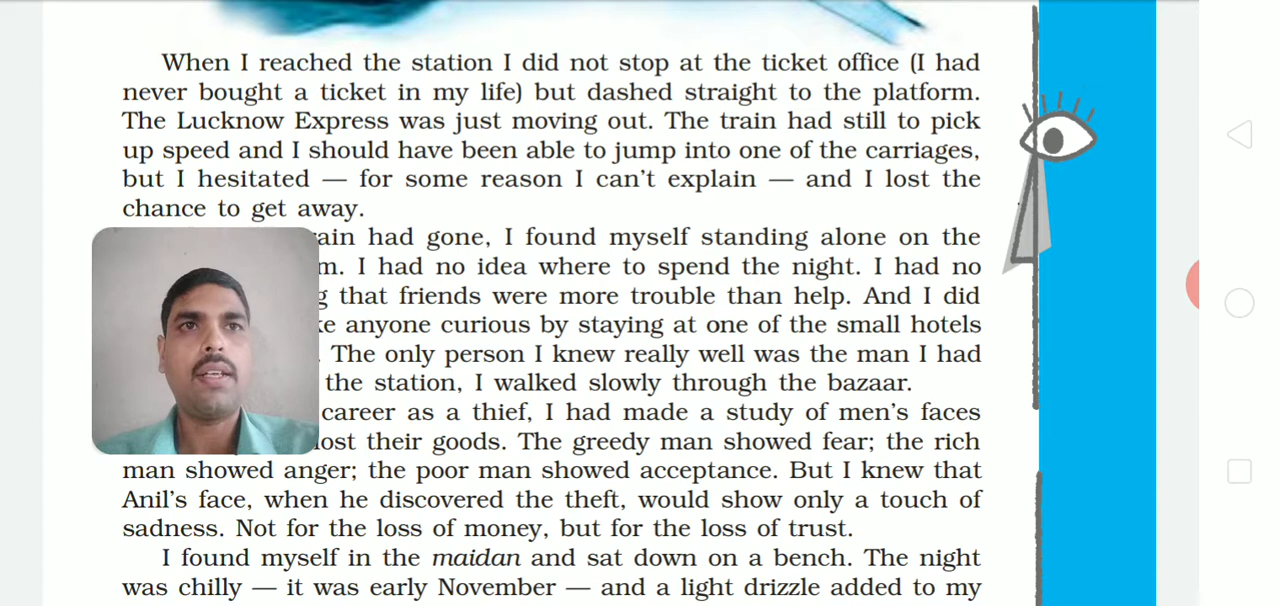 When I reached the station I did not stop at the ticket office (I had
never bought a ticket in my life) but dashed straight to the platform.
The Lucknow Express was just moving out. The train had still to pick
up speed and I should have been able to jump into one of the carriages,
but I hesitated — for some reason I can't explain — and I lost the
chance to get away.
had gone, I found myself standing alone on the
I had no idea where to spend the night. I had no
that friends were more trouble than help. And I did
anyone curious by staying at one of the small hotels
The only person I knew really well was the man I had
the station, I walked slowly through the bazaar.
career as a thief, I had made a study of men's faces
their goods. The greedy man showed fear; the rich
man showed anger; the poor man showed acceptance. But I knew that
Anil's face, when he discovered the theft, would show only a touch of
sadness. Not for the loss of money, but for the loss of trust.
I found myself in the maidan and sat down on a bench. The night
was chilly — it was early November — and a light drizzle added to my